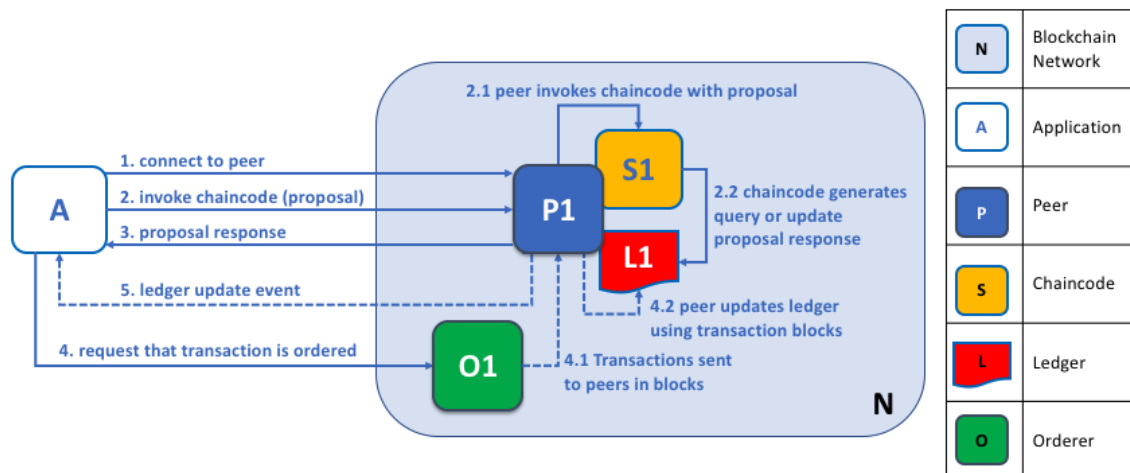 2.1 peer invokes chaincode with proposal
1. connect to peer
2. invoke chaincode (proposal)
3. proposal response
5. ledger update event
4. request that transaction is ordered
A
P1
S1
L1
O1
2.2 chaincode generates
query or update
proposal response
4.2 peer updates ledger
using transaction blocks
4.1 Transactions sent
to peers in blocks
N
N
Blockchain
Network
A
Application
P
Peer
S
Chaincode
L
Ledger
O
Orderer